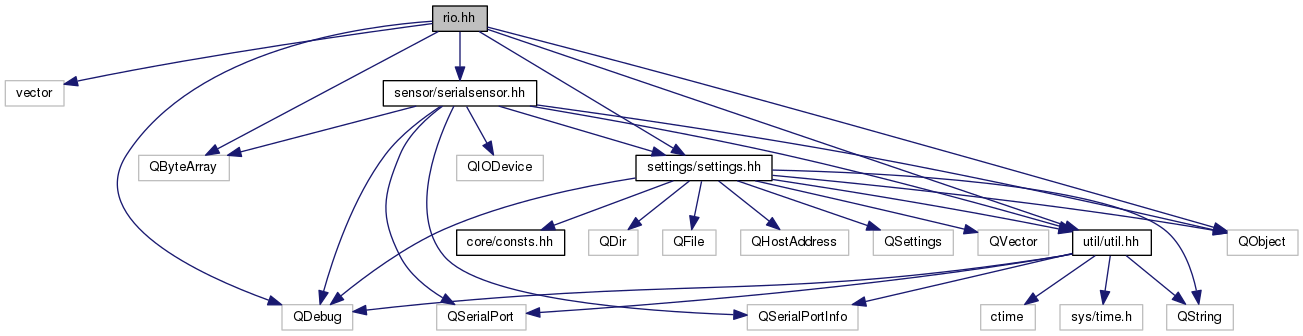 rio.hh
vector
sensor/serialsensor.hh
QByteArray
QIODevice
settings/settings.hh
core/consts.hh
QDir
QFile
QHostAddress
QSettings
QVector
util/util.hh
QObject
QDebug
QSerialPort
QSerialPortInfo
ctime
sys/time.h
QString